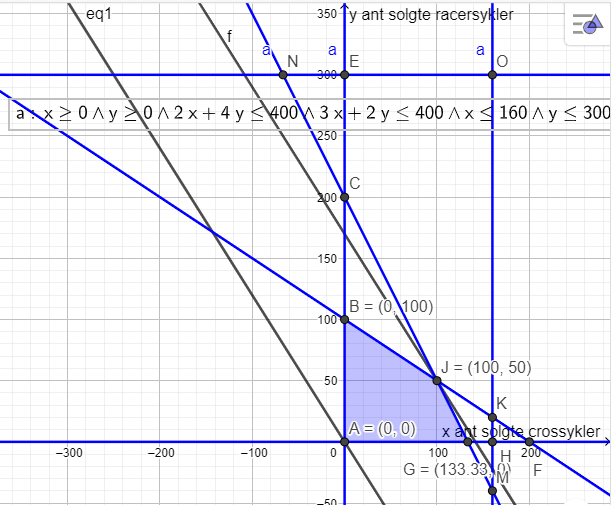 eq1
350
y ant solgte racersykler
f
a
N
a
E
a
O
300
a : x ≥ 0 ∧ y ≥ 0 ∧ 2 x + 4 y ≤ 400 ∧ 3 x + 2 y ≤ 400 ∧ x ≤ 160 ∧ y ≤ 300
250
C
200
150
B = (0, 100)
100
J = (100, 50)
50
K
A = (0, 0)
x ant solgte crossykler
−300
−200
−100
0
100
200
H
G = (133.33, 0)
F
M
−50